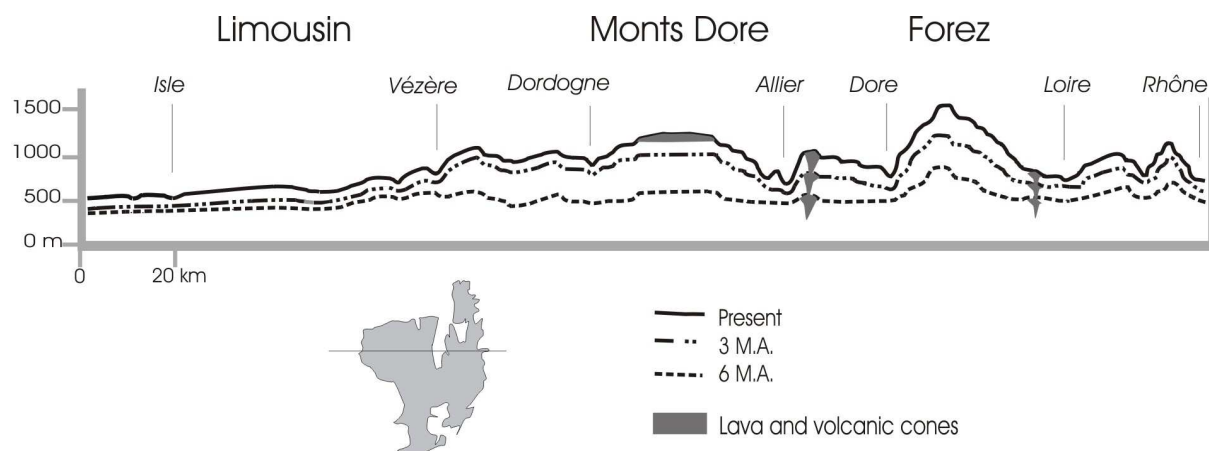 Limousin Monts Dore Forez
Isle Vézère Dordogne Allier Dore Loire Rhône
1500
1000
500
0 m
0 20 km
Present
3 M.A.
6 M.A.
Lava and volcanic cones